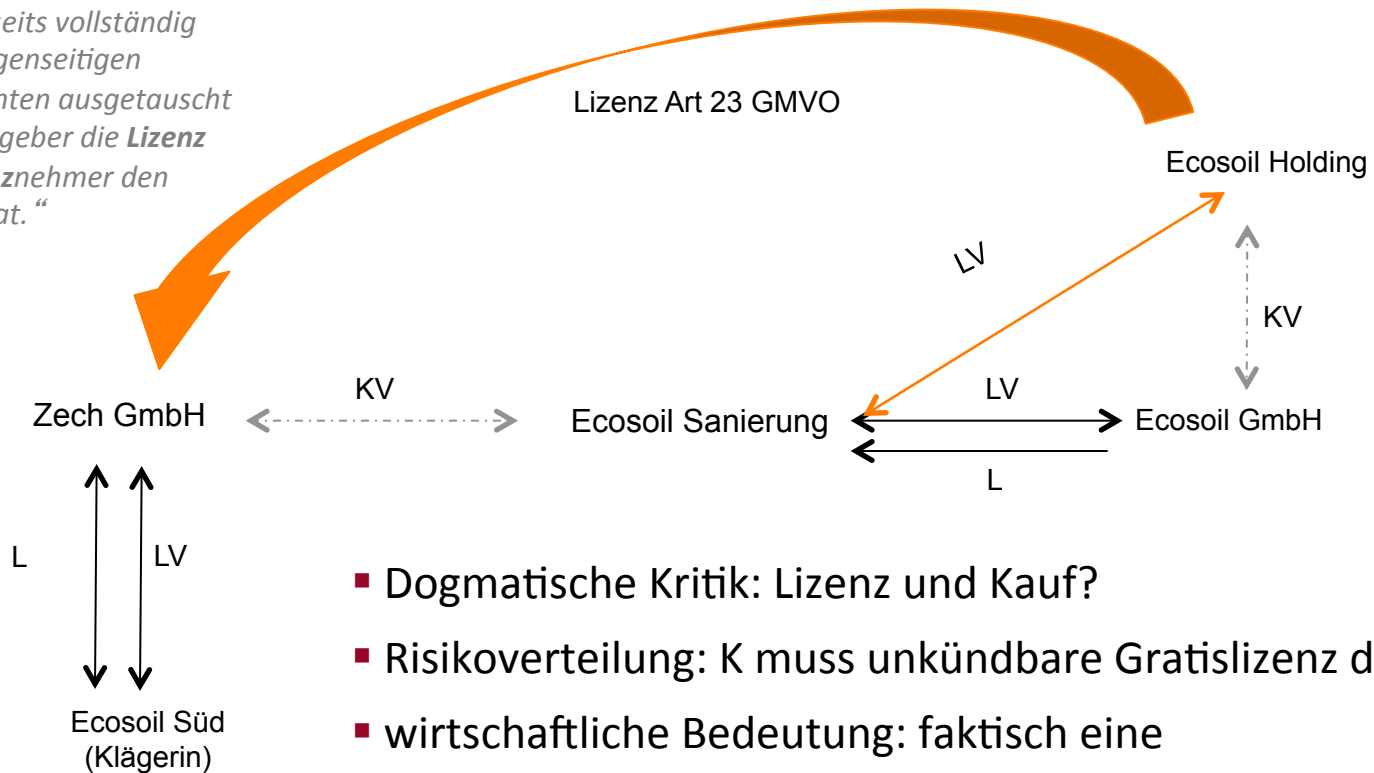 eits vollständig
genseitigen
nten ausgetauscht
geber die Lizenz
znehmer den
at. “
Lizenz Art 23 GMVO
Ecosoil Holding
LV
KV
Zech GmbH
KV
Ecosoil Sanierung
LV
Ecosoil GmbH
L
L
LV
Ecosoil Süd
(Klägerin)
▪ Dogmatische Kritik: Lizenz und Kauf?
▪ Risikoverteilung: K muss unkündbare Gratislizenz d
▪ wirtschaftliche Bedeutung: faktisch eine